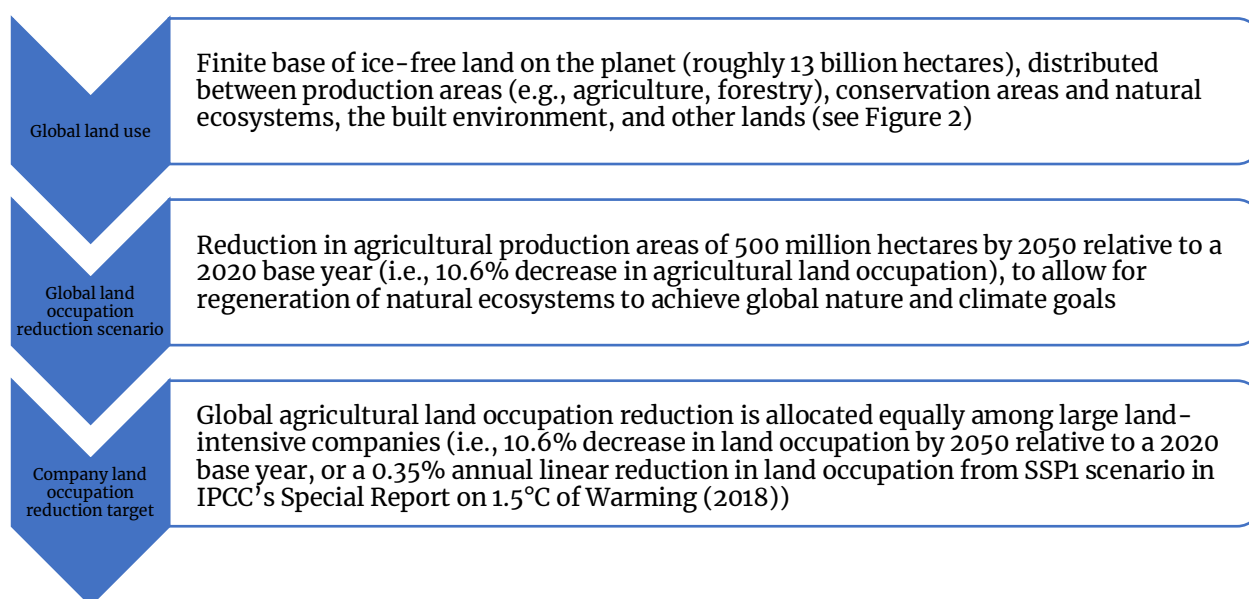 Global land use
Finite base of ice-free land on the planet (roughly 13 billion hectares), distributed
between production areas (e.g., agriculture, forestry), conservation areas and natural
ecosystems, the built environment, and other lands (see Figure 2)
Global land
occupation
reduction scenario
Reduction in agricultural production areas of 500 million hectares by 2050 relative to a
2020 base year (i.e., 10.6% decrease in agricultural land occupation), to allow for
regeneration of natural ecosystems to achieve global nature and climate goals
Company land
occupation
reduction target
Global agricultural land occupation reduction is allocated equally among large land-
intensive companies (i.e., 10.6% decrease in land occupation by 2050 relative to a 2020
base year, or a 0.35% annual linear reduction in land occupation from SSP1 scenario in
IPCC’s Special Report on 1.5°C of Warming (2018))